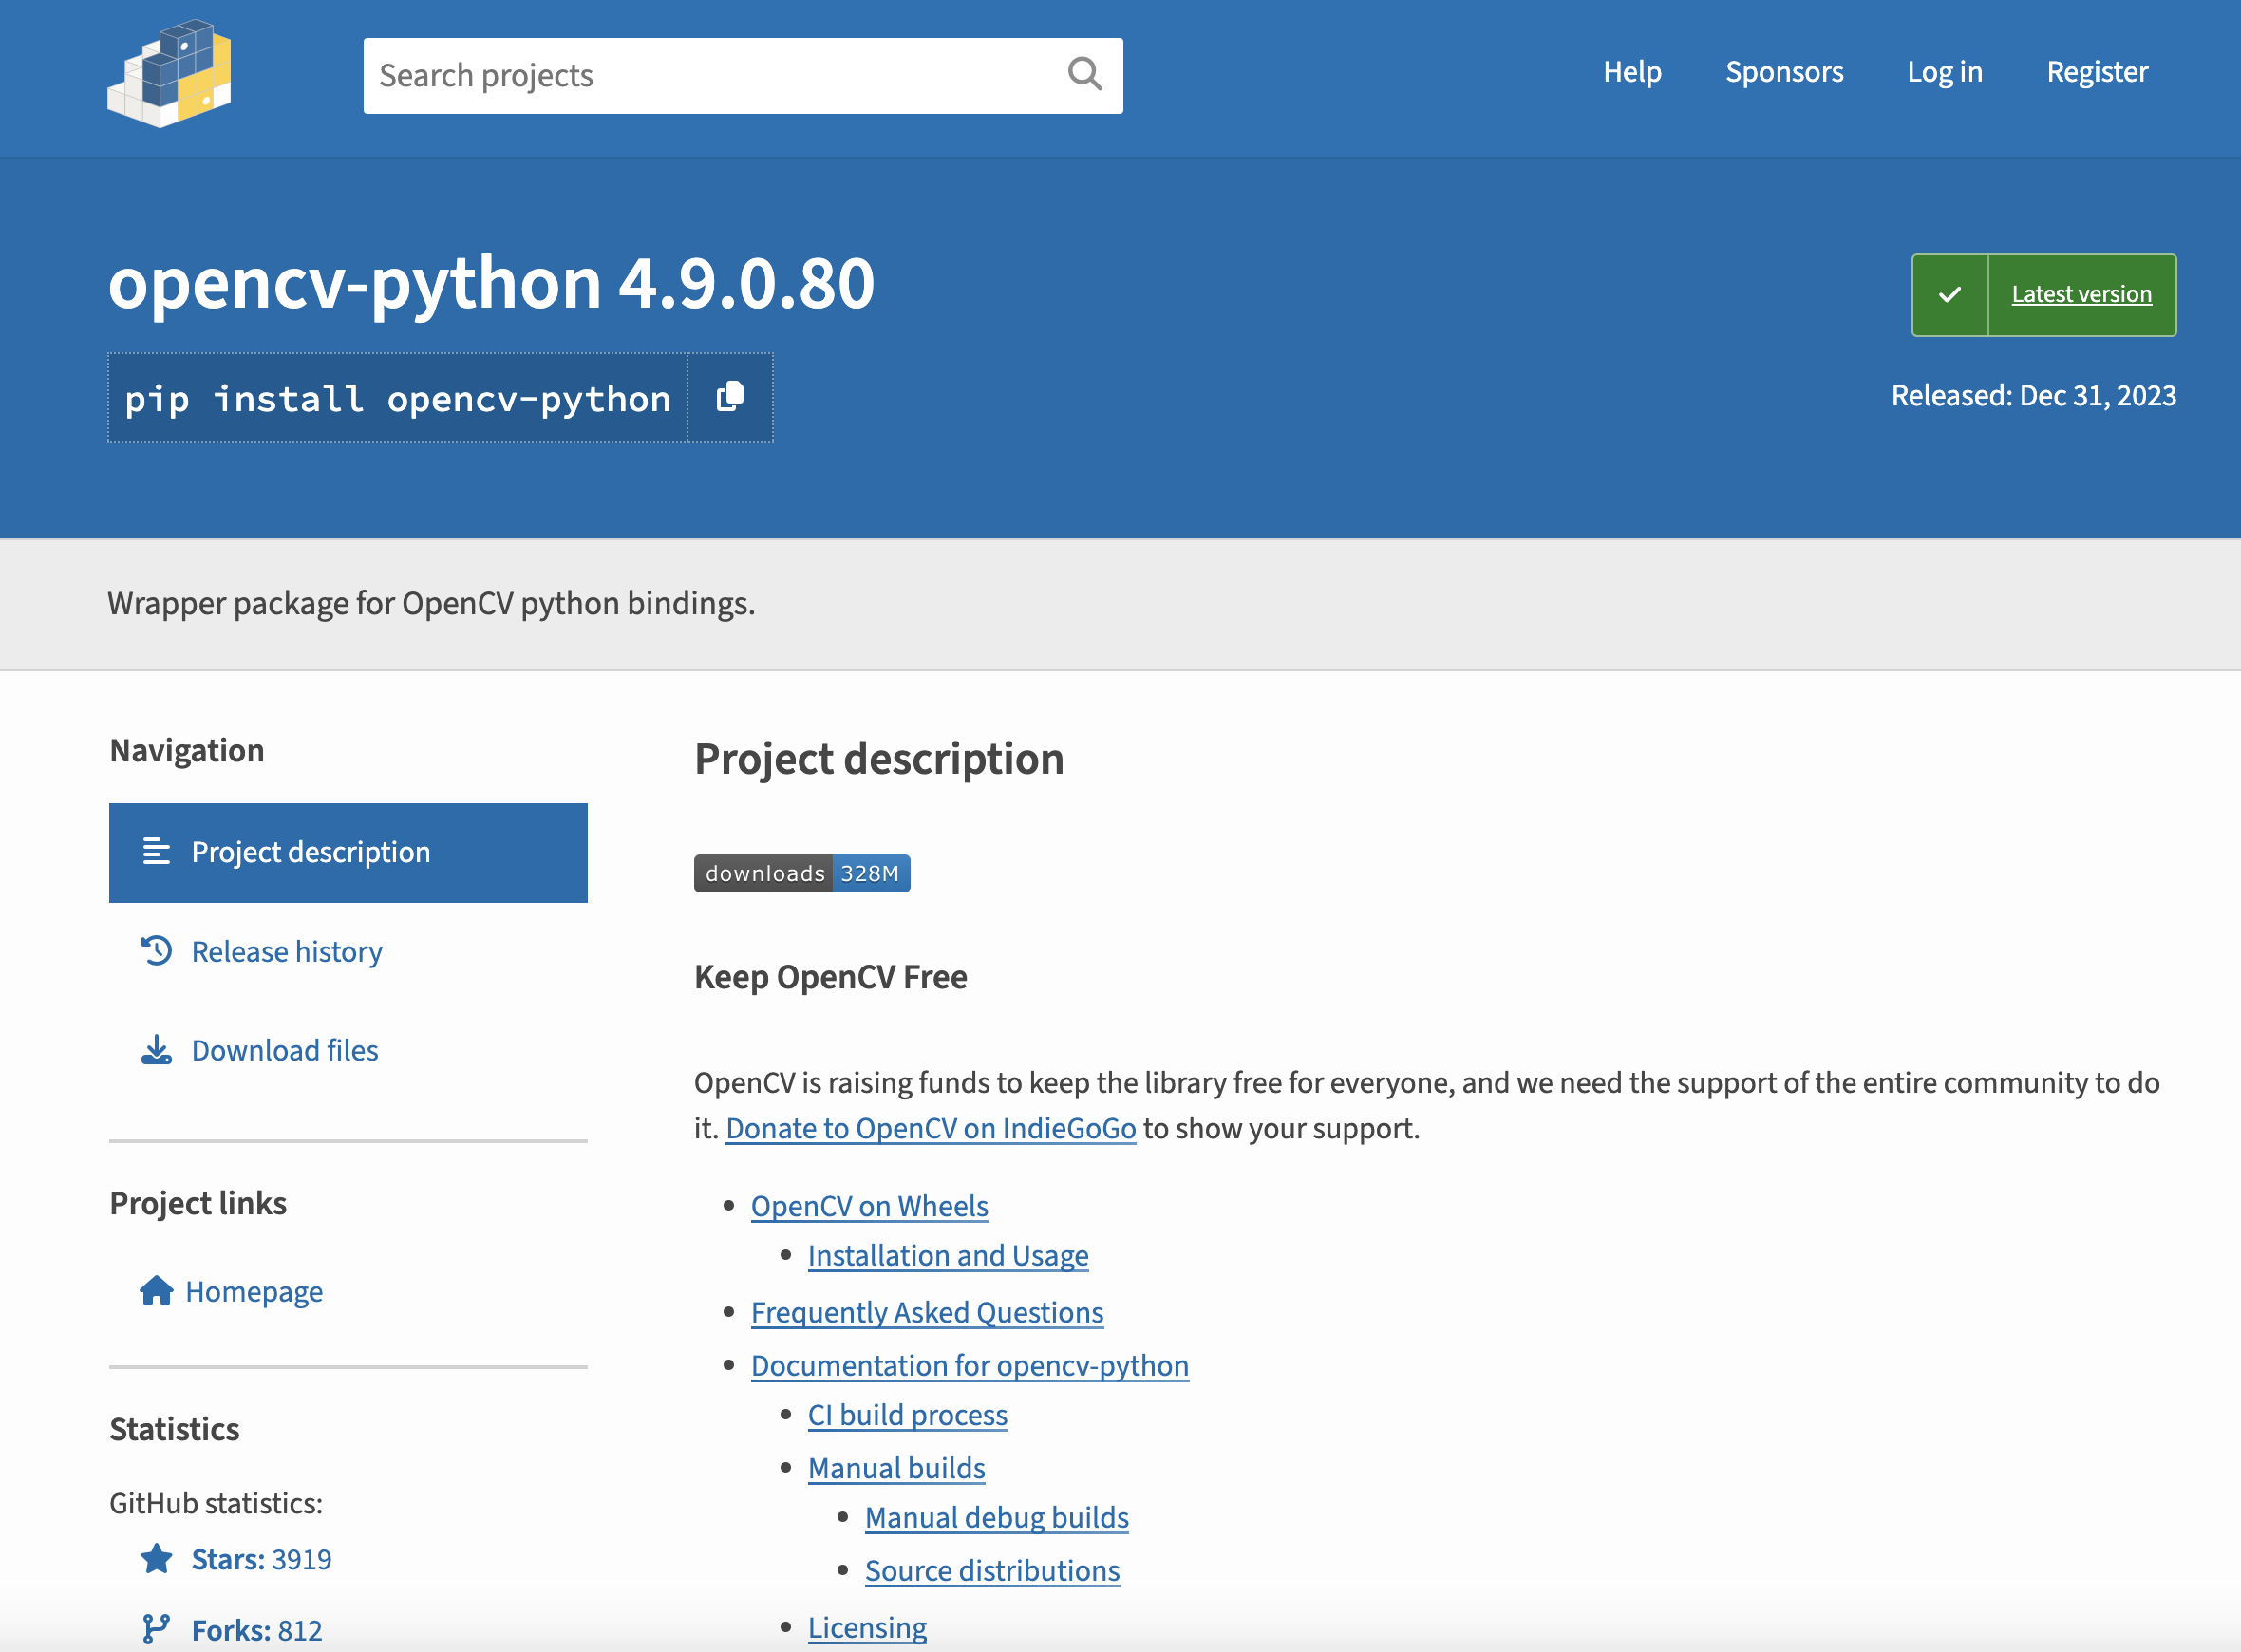 Search projects
Help
Sponsors
Log in
Register
opencv-python 4.9.0.80
pip install opencv-python
Latest version
Released: Dec 31, 2023
Wrapper package for OpenCV python bindings.
Navigation
Project description
Release history
Download files
Project links
Homepage
Statistics
GitHub statistics:
Stars: 3919
Forks: 812
Project description
downloads 328M
Keep OpenCV Free
OpenCV is raising funds to keep the library free for everyone, and we need the support of the entire community to do
it. Donate to OpenCV on IndieGoGo to show your support.
OpenCV on Wheels
Installation and Usage
Frequently Asked Questions
Documentation for opencv-python
CI build process
Manual builds
Manual debug builds
Source distributions
Licensing